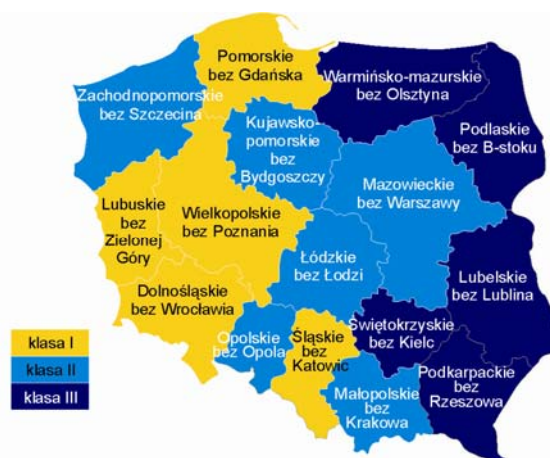 Pomorskie
bez Gdańska
Warmińsko-mazurskie
bez Olsztyna
Zachodnopomorskie
bez Szczecina
Kujawsko-
pomorskie
bez
Bydgoszczy
Podlaskie
bez B-stoku
Mazowieckie
bez Warszawy
Lubuskie
bez
Zielonej
Góry
Wielkopolskie
bez Poznania
Łódzkie
bez Łodzi
Lubelskie
bez Lublina
Dolnośląskie
bez Wrocławia
Opolskie
bez Opola
Śląskie
bez
Katowic
Świętokrzyskie
bez Kielc
Podkarpackie
bez
Rzeszowa
Małopolskie
bez
Krakowa
klasa I
klasa II
klasa III